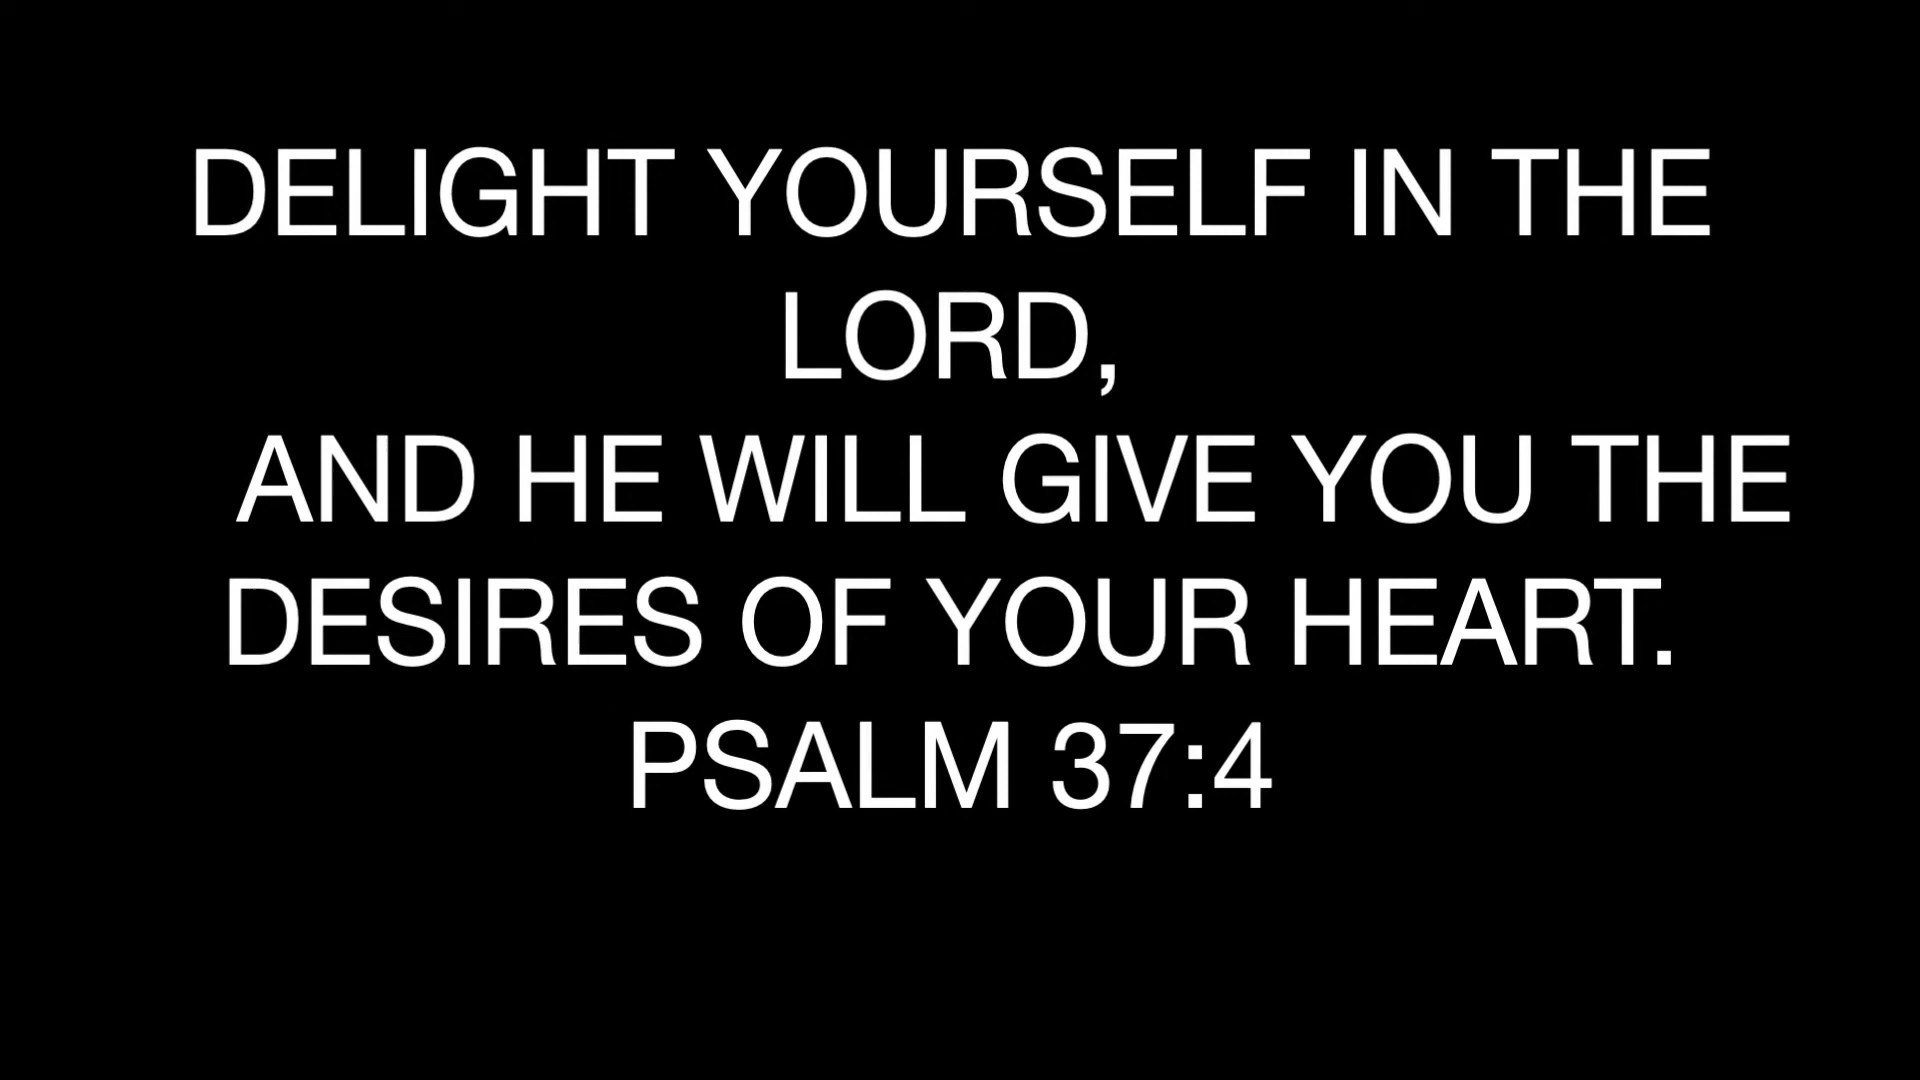 DELIGHT YOURSELF IN THE
LORD,
AND HE WILL GIVE YOU THE
DESIRES OF YOUR HEART.
PSALM 37:4